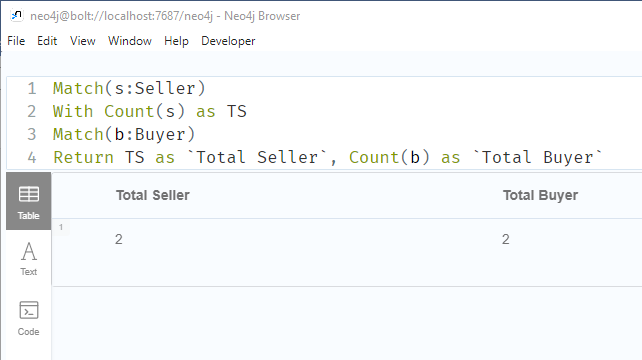 neo4j@bolt://localhost:7687/neo4j - Neo4j Browser
File Edit View Window Help Developer
1 Match(s:Seller)
2 With Count(s) as TS
3 Match(b:Buyer)
4 Return TS as `Total Seller`, Count(b) as `Total Buyer`
Table
Text
Code
Total Seller Total Buyer
1
2 2